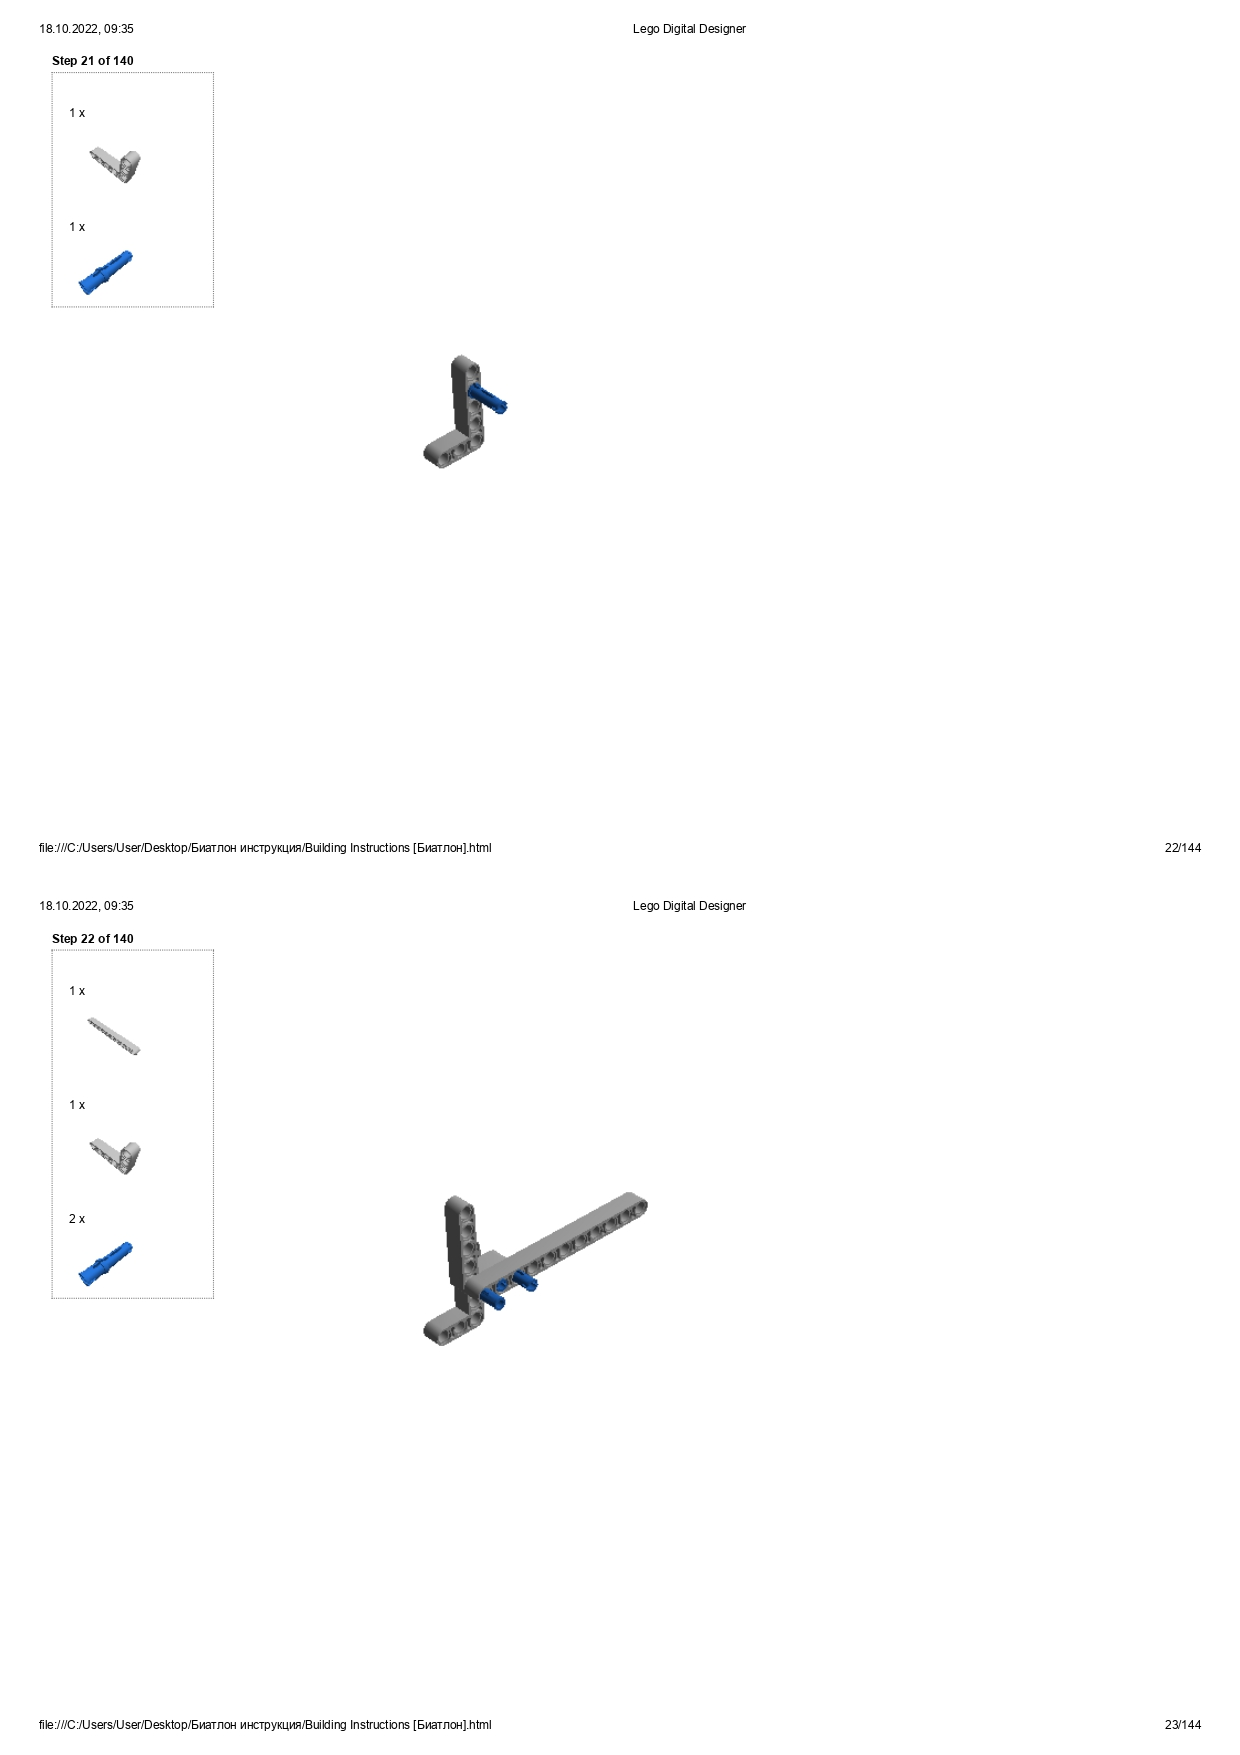 18.10.2022, 09:35 Lego Digital Designer
Step 21 of 140
1 x
1 x
file:///C:/Users/User/Desktop/Биатлон инструкция/Building Instructions [Биатлон].html 22/144
18.10.2022, 09:35 Lego Digital Designer
Step 22 of 140
1 x
1 x
2 x
file:///C:/Users/User/Desktop/Биатлон инструкция/Building Instructions [Биатлон].html 23/144